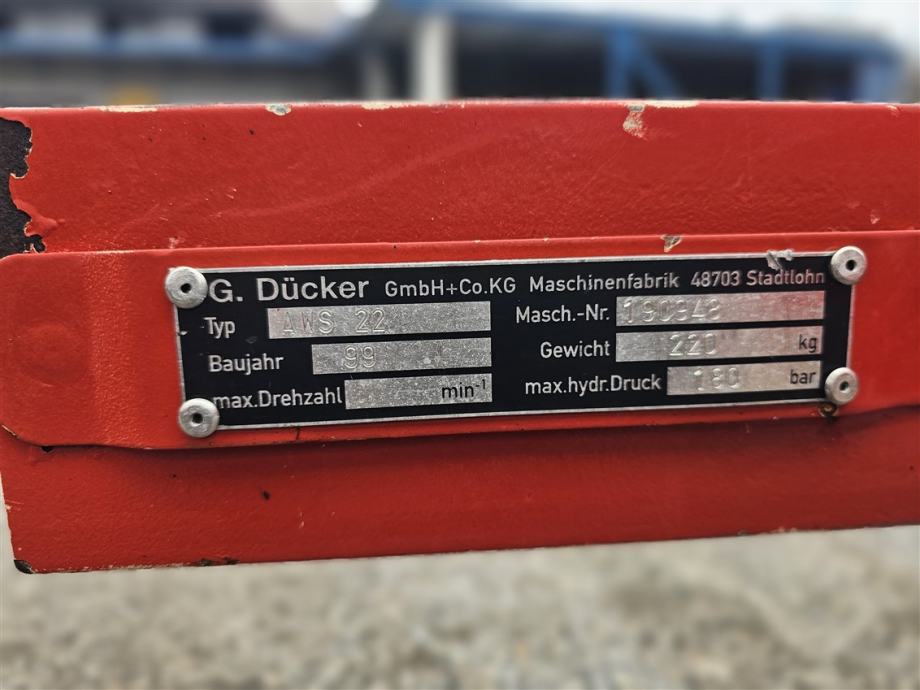 G. Dücker GmbH+Co.KG Maschinenfabrik 48703 Stadtlohn
Typ AWS 22 Masch.-Nr. 190948
Baujahr 99 Gewicht 220 kg
max.Drehzahl min⁻¹ max.hydr.Druck 180 bar